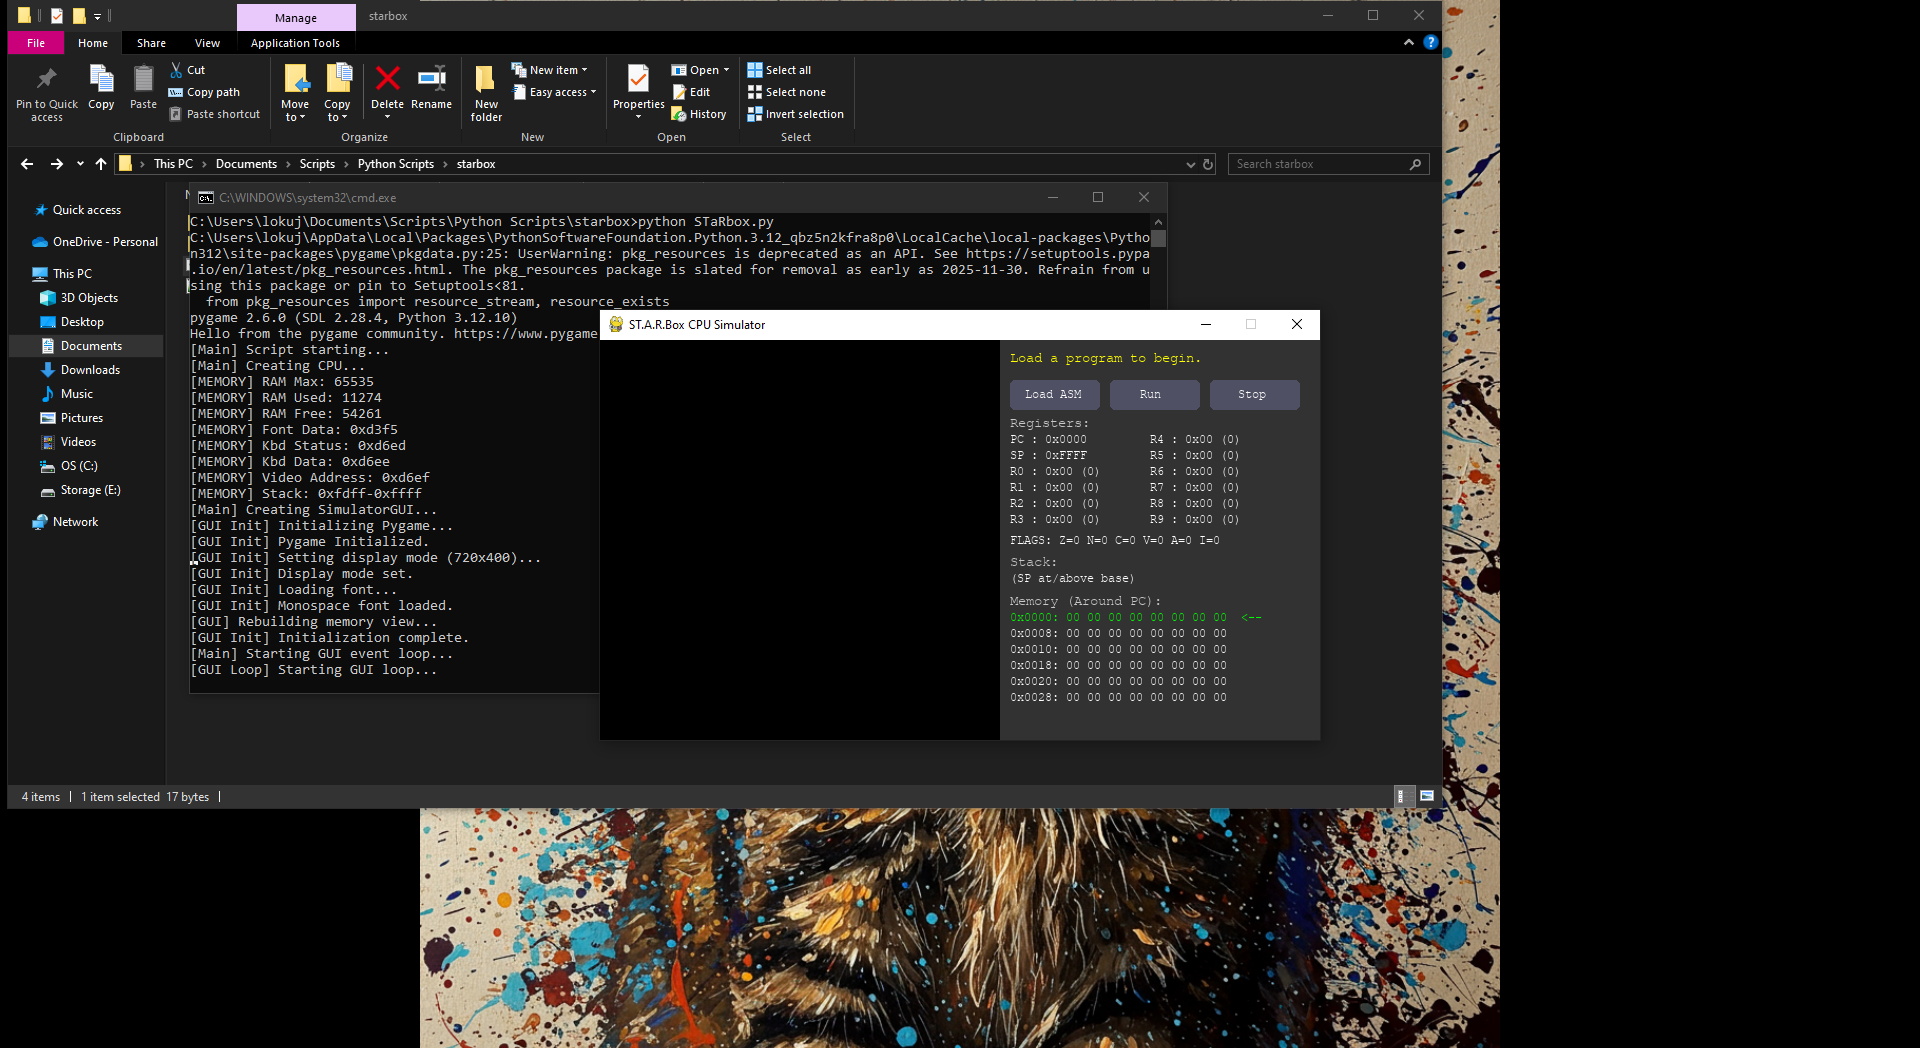 Manage
starbox
File
Home
Share
View
Application Tools
Pin to Quick access
Copy
Paste
Cut
Copy path
Paste shortcut
Clipboard
Move to
Copy to
Delete
Rename
Organize
New folder
New item
Easy access
New
Properties
Open
Edit
History
Open
Select all
Select none
Invert selection
Select
This PC > Documents > Scripts > Python Scripts > starbox
Search starbox
Quick access
OneDrive - Personal
This PC
3D Objects
Desktop
Documents
Downloads
Music
Pictures
Videos
OS (C:)
Storage (E:)
Network
4 items
1 item selected 17 bytes
C:\WINDOWS\system32\cmd.exe
C:\Users\lokuj\Documents\Scripts\Python Scripts\starbox>python STaRbox.py
C:\Users\lokuj\AppData\Local\Packages\PythonSoftwareFoundation.Python.3.12_qbz5n2kfra8p0\LocalCache\local-packages\Pytho
n312\site-packages\pygame\pkgdata.py:25: UserWarning: pkg_resources is deprecated as an API. See https://setuptools.pypa
.io/en/latest/pkg_resources.html. The pkg_resources package is slated for removal as early as 2025-11-30. Refrain from u
sing this package or pin to Setuptools<81.
from pkg_resources import resource_stream, resource_exists
pygame 2.6.0 (SDL 2.28.4, Python 3.12.10)
Hello from the pygame community. https://www.pygame
[Main] Script starting...
[Main] Creating CPU...
[MEMORY] RAM Max: 65535
[MEMORY] RAM Used: 11274
[MEMORY] RAM Free: 54261
[MEMORY] Font Data: 0xd3f5
[MEMORY] Kbd Status: 0xd6ed
[MEMORY] Kbd Data: 0xd6ee
[MEMORY] Video Address: 0xd6ef
[MEMORY] Stack: 0xfdff-0xffff
[Main] Creating SimulatorGUI...
[GUI Init] Initializing Pygame...
[GUI Init] Pygame Initialized.
[GUI Init] Setting display mode (720x400)...
[GUI Init] Display mode set.
[GUI Init] Loading font...
[GUI Init] Monospace font loaded.
[GUI] Rebuilding memory view...
[GUI Init] Initialization complete.
[Main] Starting GUI event loop...
[GUI Loop] Starting GUI loop...
ST.A.R.Box CPU Simulator
Load a program to begin.
Load ASM
Run
Stop
Registers:
PC : 0x0000 R4 : 0x00 (0)
SP : 0xFFFF R5 : 0x00 (0)
R0 : 0x00 (0) R6 : 0x00 (0)
R1 : 0x00 (0) R7 : 0x00 (0)
R2 : 0x00 (0) R8 : 0x00 (0)
R3 : 0x00 (0) R9 : 0x00 (0)
FLAGS: Z=0 N=0 C=0 V=0 A=0 I=0
Stack:
(SP at/above base)
Memory (Around PC):
0x0000: 00 00 00 00 00 00 00 00 <--
0x0008: 00 00 00 00 00 00 00 00
0x0010: 00 00 00 00 00 00 00 00
0x0018: 00 00 00 00 00 00 00 00
0x0020: 00 00 00 00 00 00 00 00
0x0028: 00 00 00 00 00 00 00 00